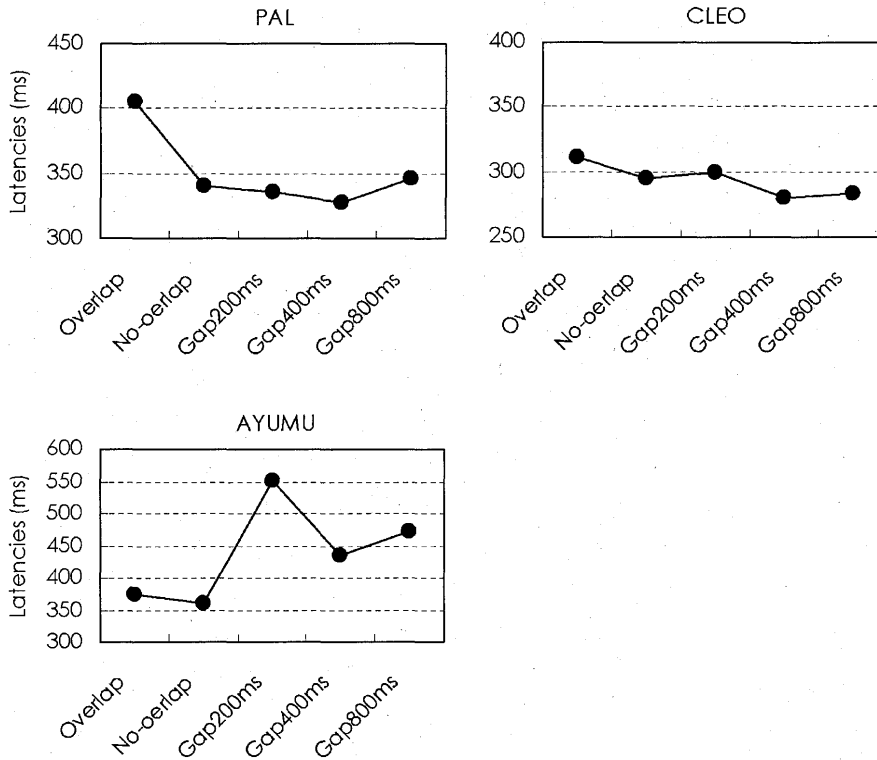 PAL
450
400
350
300
Latencies (ms)
Overlap
No-oerlap
Gap200ms
Gap400ms
Gap800ms
CLEO
400
350
300
250
Overlap
No-oerlap
Gap200ms
Gap400ms
Gap800ms
AYUMU
600
550
500
450
400
350
300
Latencies (ms)
Overlap
No-oerlap
Gap200ms
Gap400ms
Gap800ms